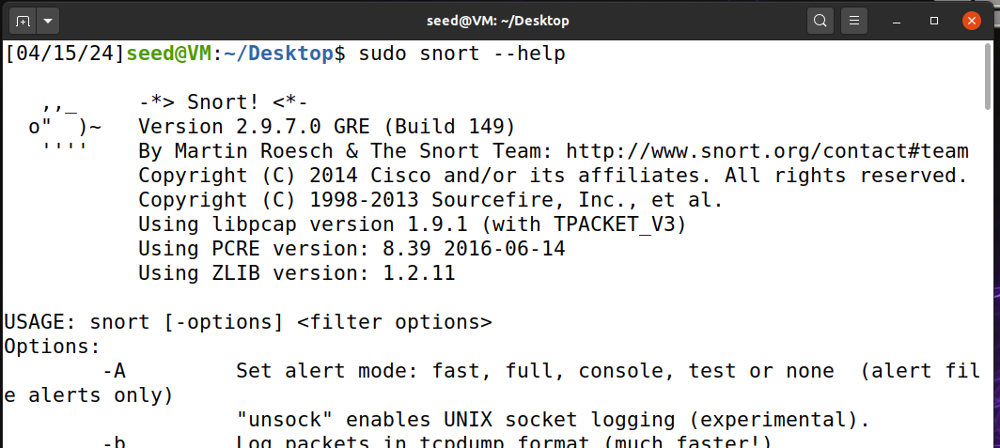 seed@VM: ~/Desktop
[04/15/24]seed@VM:~/Desktop$ sudo snort --help
,,_ -*> Snort! <*-
o" )~ Version 2.9.7.0 GRE (Build 149)
'''' By Martin Roesch & The Snort Team: http://www.snort.org/contact#team
Copyright (C) 2014 Cisco and/or its affiliates. All rights reserved.
Copyright (C) 1998-2013 Sourcefire, Inc., et al.
Using libpcap version 1.9.1 (with TPACKET_V3)
Using PCRE version: 8.39 2016-06-14
Using ZLIB version: 1.2.11
USAGE: snort [-options] <filter options>
Options:
-A Set alert mode: fast, full, console, test or none (alert fil
e alerts only)
"unsock" enables UNIX socket logging (experimental).
-b Log packets in tcpdump format (much faster!)